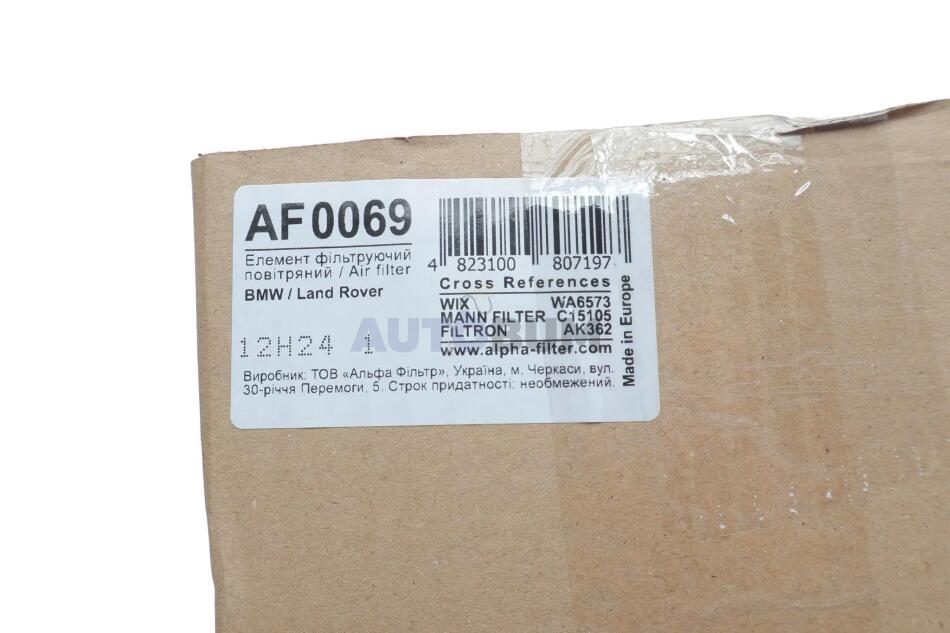 AF0069
Елемент фільтруючий
повітряний / Air filter
BMW / Land Rover
12H24 1
4 823100 807197
Cross References
WIX WA6573
MANN FILTER C15105
FILTRON AK362
www.alpha-filter.com
Made in Europe
Виробник: ТОВ «Альфа Фільтр», Україна, м. Черкаси, вул.
30-річчя Перемоги, 5. Строк придатності: необмежений.
AUTOBUM